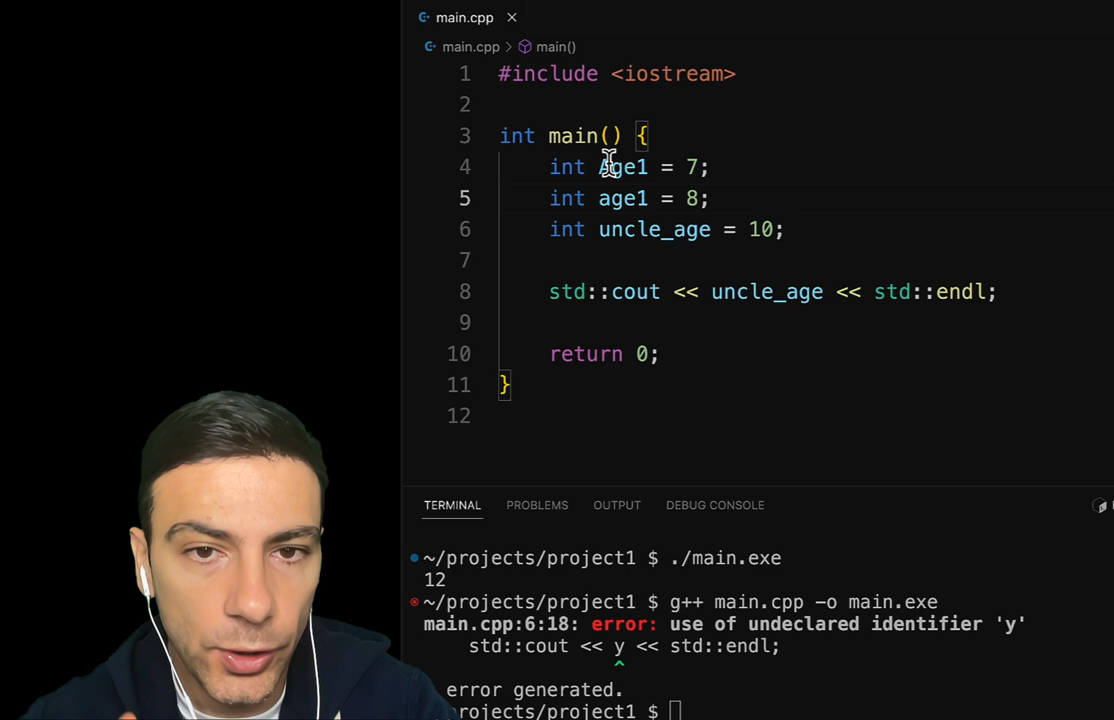 main.cpp
main.cpp > main()
1 #include <iostream>
2
3 int main() {
4 int Age1 = 7;
5 int age1 = 8;
6 int uncle_age = 10;
7
8 std::cout << uncle_age << std::endl;
9
10 return 0;
11 }
12
TERMINAL PROBLEMS OUTPUT DEBUG CONSOLE
~/projects/project1 $ ./main.exe
12
~/projects/project1 $ g++ main.cpp -o main.exe
main.cpp:6:18: error: use of undeclared identifier 'y'
std::cout << y << std::endl;
^
error generated.
~/projects/project1 $